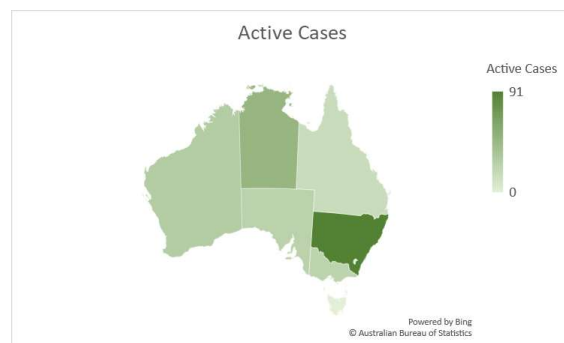 Active Cases
Active Cases
91
0
Powered by Bing
© Australian Bureau of Statistics